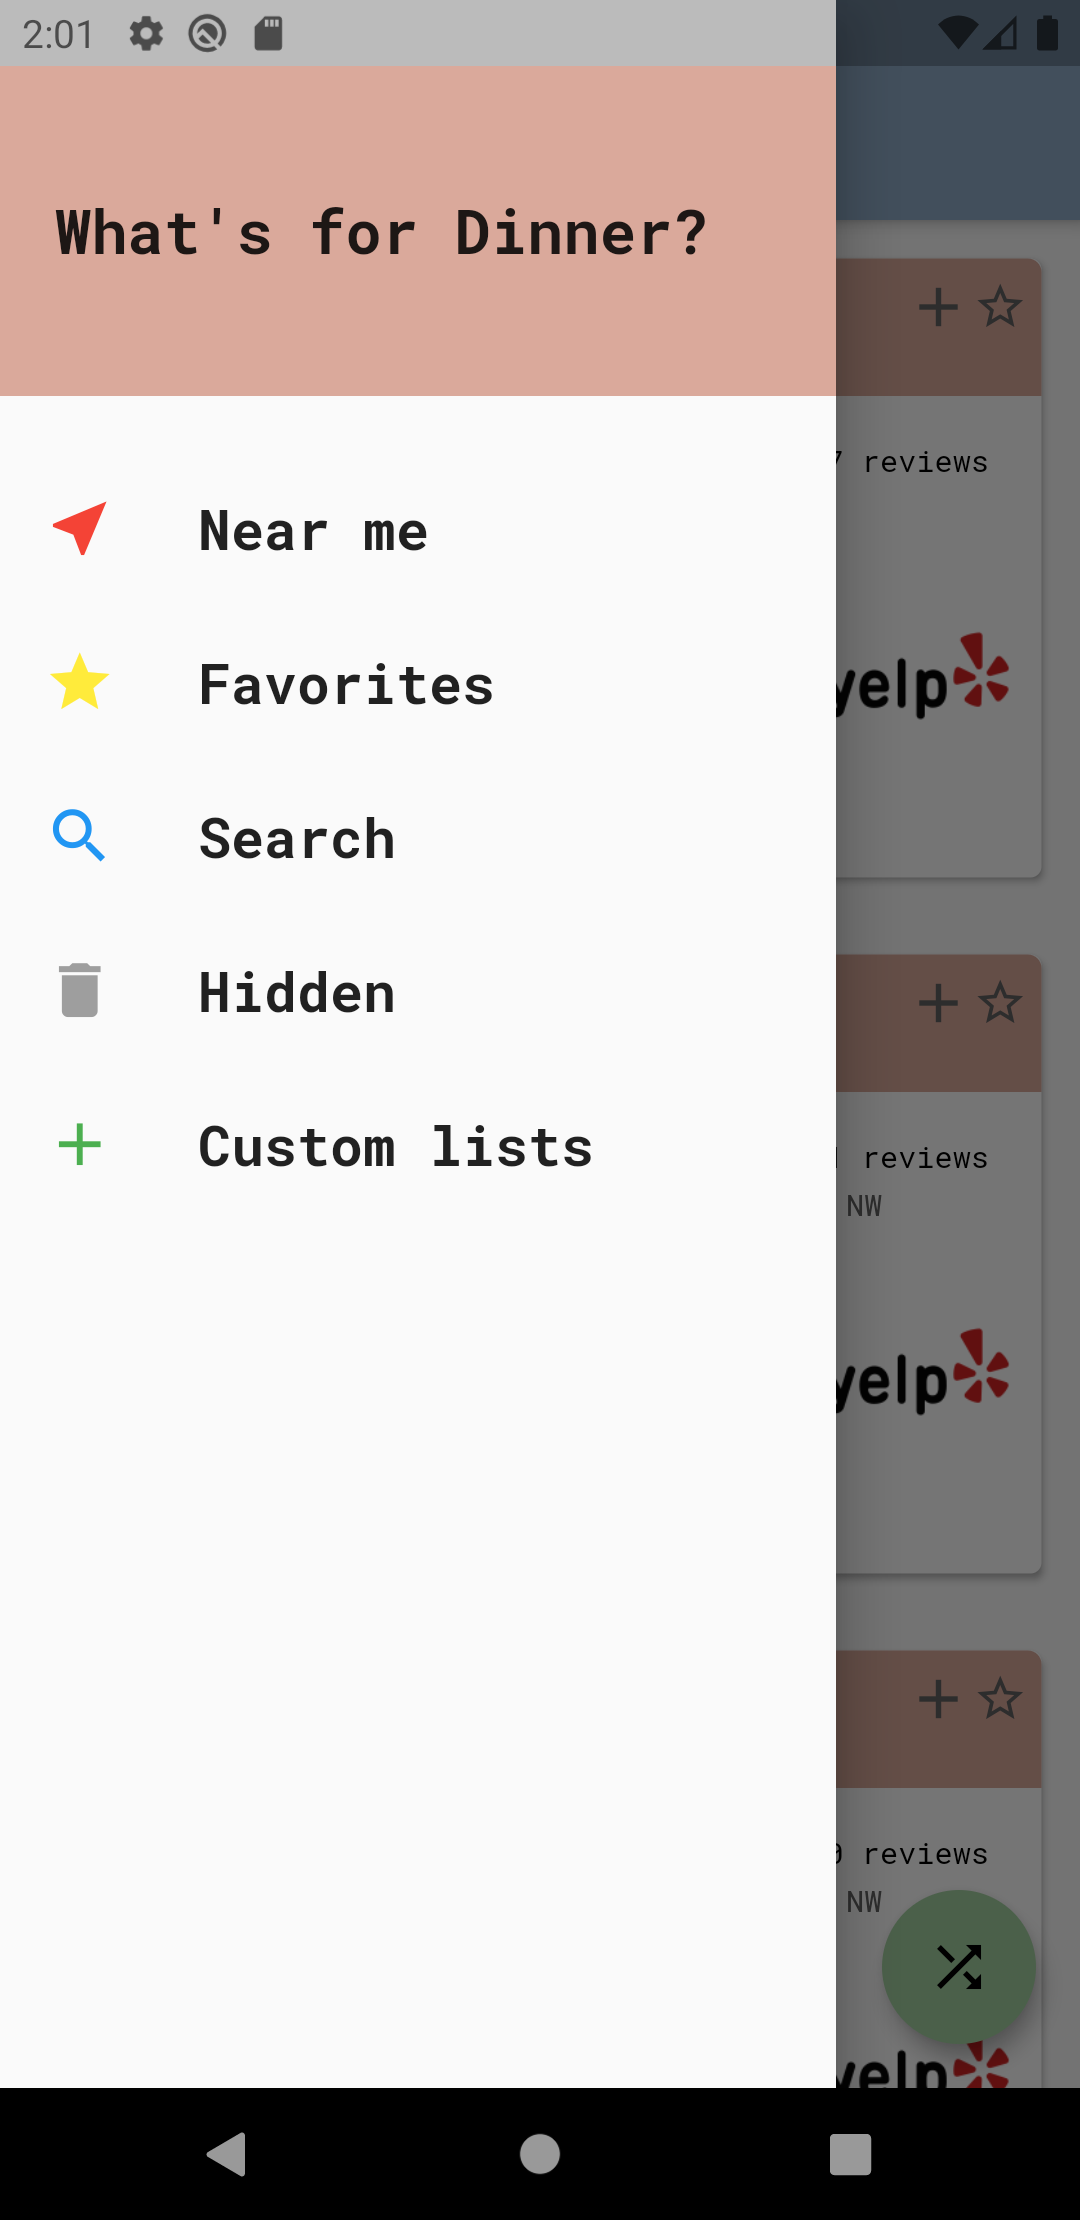 2:01
What's for Dinner?
reviews
Near me
Favorites
yelp
Search
Hidden
Custom lists
reviews
NW
yelp
reviews
NW
yelp